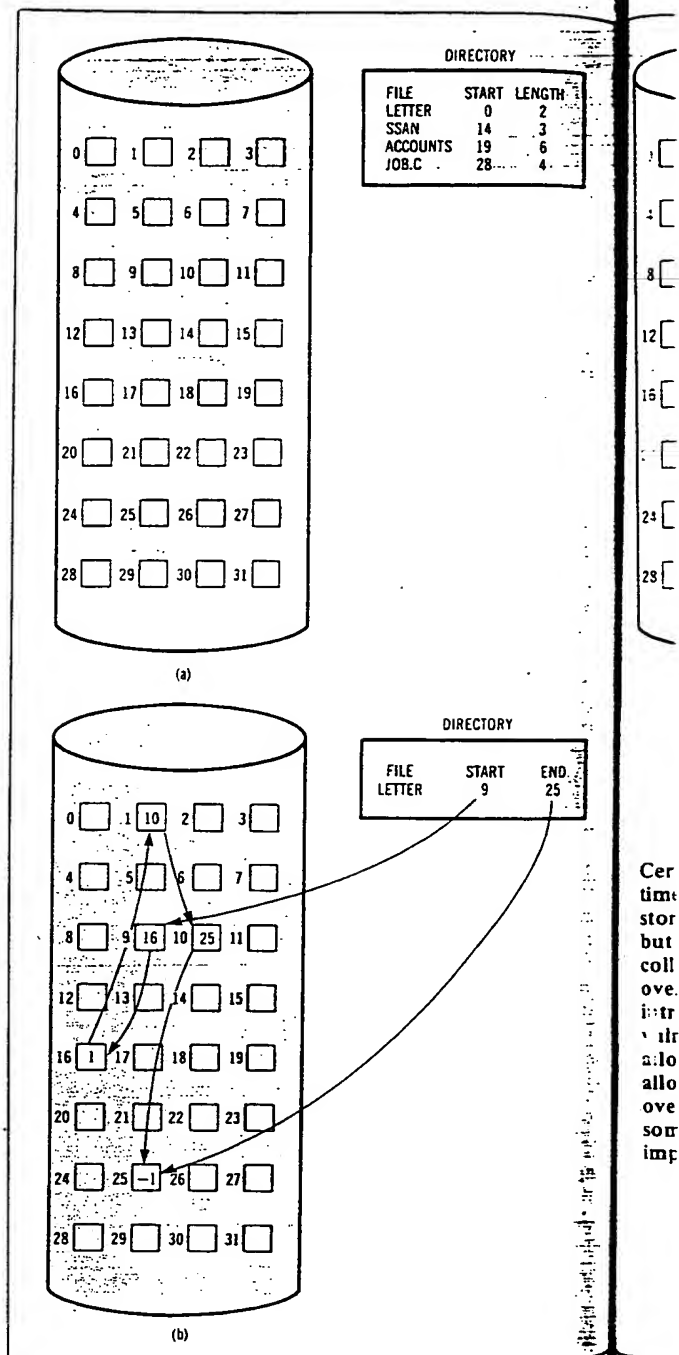 DIRECTORY
FILE START LENGTH
LETTER 0 2
SSAN 14 3
ACCOUNTS 19 6
JOB.C 28 4
0 1 2 3
4 5 6 7
8 9 10 11
12 13 14 15
16 17 18 19
20 21 22 23
24 25 26 27
28 29 30 31
(a)
DIRECTORY
FILE START END
LETTER 9 25
0 1 10 2 3
4 5 6 7
8 9 16 10 25 11
12 13 14 15
16 1 17 18 19
20 21 22 23
24 25 -1 26 27
28 29 30 31
(b)
8
12
16
24
28
Cer
time
stor
but
coll
ove
allo
allo
ove
som
imp